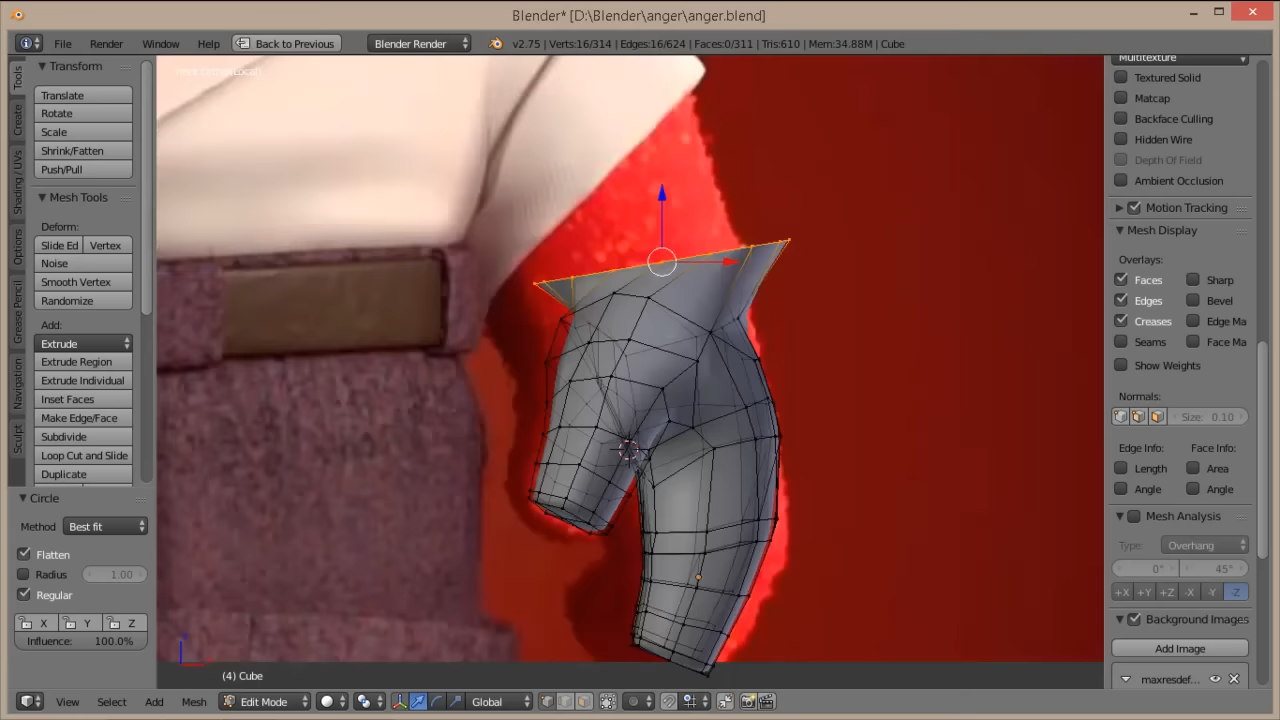 Blender* [D:\Blender\anger\anger.blend]
File Render Window Help Back to Previous Blender Render v2.75 | Verts:16/314 | Edges:16/624 | Faces:0/311 | Tris:610 | Mem:34.88M | Cube
Tools
Create
Shading / UVs
Options
Grease Pencil
Navigation
Sculpt
Transform
Translate
Rotate
Scale
Shrink/Fatten
Push/Pull
Mesh Tools
Deform:
Slide Ed Vertex
Noise
Smooth Vertex
Randomize
Add:
Extrude
Extrude Region
Extrude Individual
Inset Faces
Make Edge/Face
Subdivide
Loop Cut and Slide
Duplicate
Circle
Method Best fit
Flatten
Radius 1.00
Regular
X Y Z
Influence: 100.0%
(4) Cube
Multitexture
Textured Solid
Matcap
Backface Culling
Hidden Wire
Depth Of Field
Ambient Occlusion
Motion Tracking
Mesh Display
Overlays:
Faces Sharp
Edges Bevel
Creases Edge Ma
Seams Face Ma
Show Weights
Normals:
Size: 0.10
Edge Info: Face Info:
Length Area
Angle Angle
Mesh Analysis
Type: Overhang
0° 45°
+X +Y +Z -X -Y -Z
Background Images
Add Image
maxresdef...
View Select Add Mesh Edit Mode Global